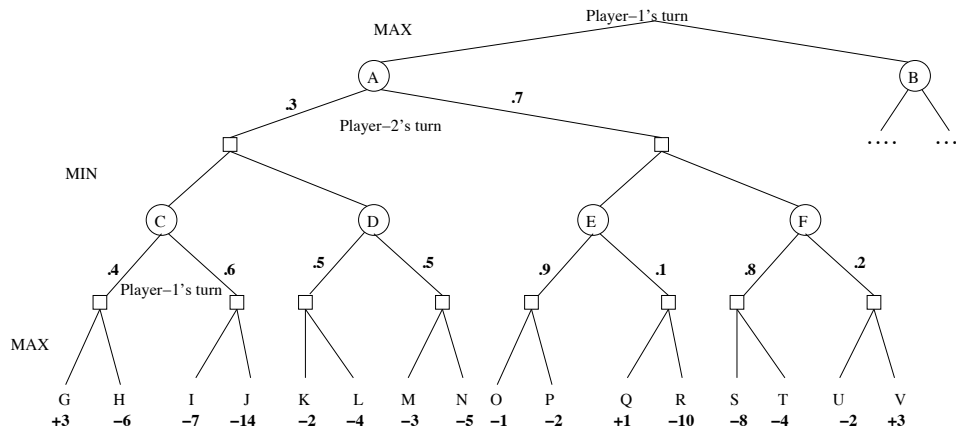 Player−1's turn
MAX
A B
.3 .7
Player−2's turn
.... ...
MIN
C D E F
.4 .6 .5 .5 .9 .1 .8 .2
Player−1's turn
MAX
G H I J K L M N O P Q R S T U V
+3 −6 −7 −14 −2 −4 −3 −5 −1 −2 +1 −10 −8 −4 −2 +3